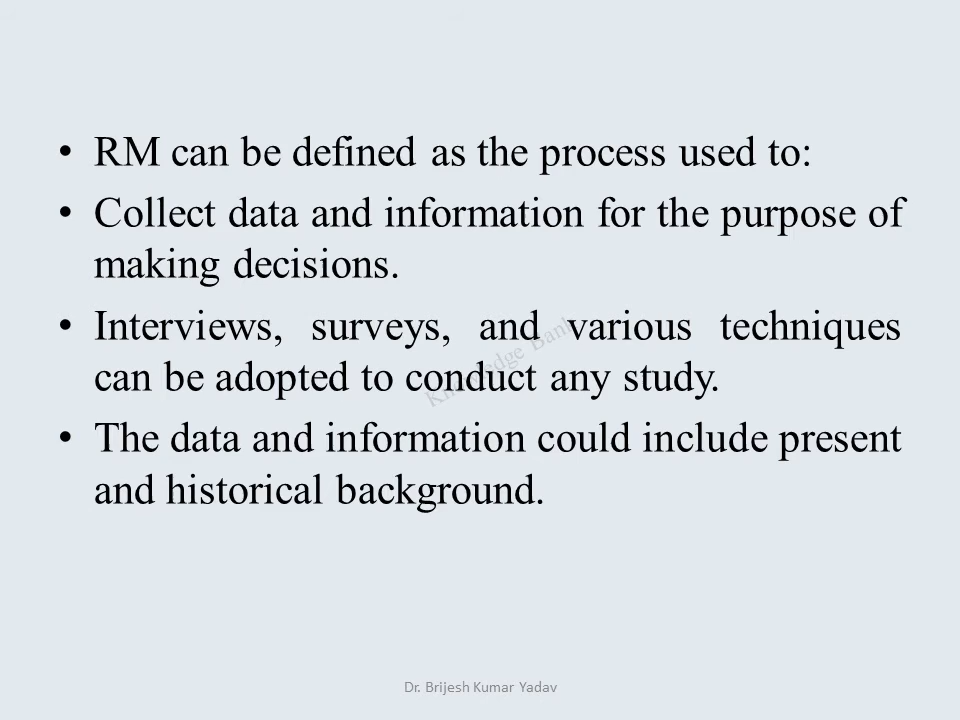 • RM can be defined as the process used to:
• Collect data and information for the purpose of
making decisions.
• Interviews, surveys, and various techniques
can be adopted to conduct any study.
Knowledge Bank
• The data and information could include present
and historical background.
Dr. Brijesh Kumar Yadav